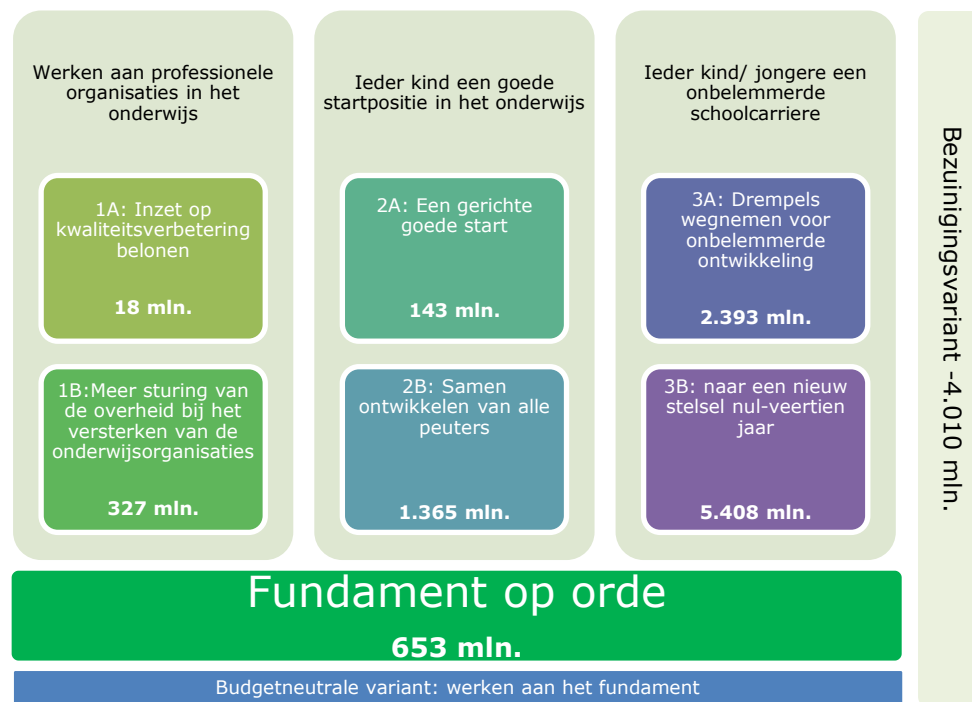 Werken aan professionele
organisaties in het
onderwijs
1A: Inzet op
kwaliteitsverbetering
belonen
18 mln.
1B:Meer sturing van
de overheid bij het
versterken van de
onderwijsorganisaties
327 mln.
Ieder kind een goede
startpositie in het onderwijs
2A: Een gerichte
goede start
143 mln.
2B: Samen
ontwikkelen van alle
peuters
1.365 mln.
Ieder kind/ jongere een
onbelemmerde
schoolcarriere
3A: Drempels
wegnemen voor
onbelemmerde
ontwikkeling
2.393 mln.
3B: naar een nieuw
stelsel nul-veertien
jaar
5.408 mln.
Fundament op orde
653 mln.
Budgetneutrale variant: werken aan het fundament
Bezuinigingsvariant -4.010 mln.